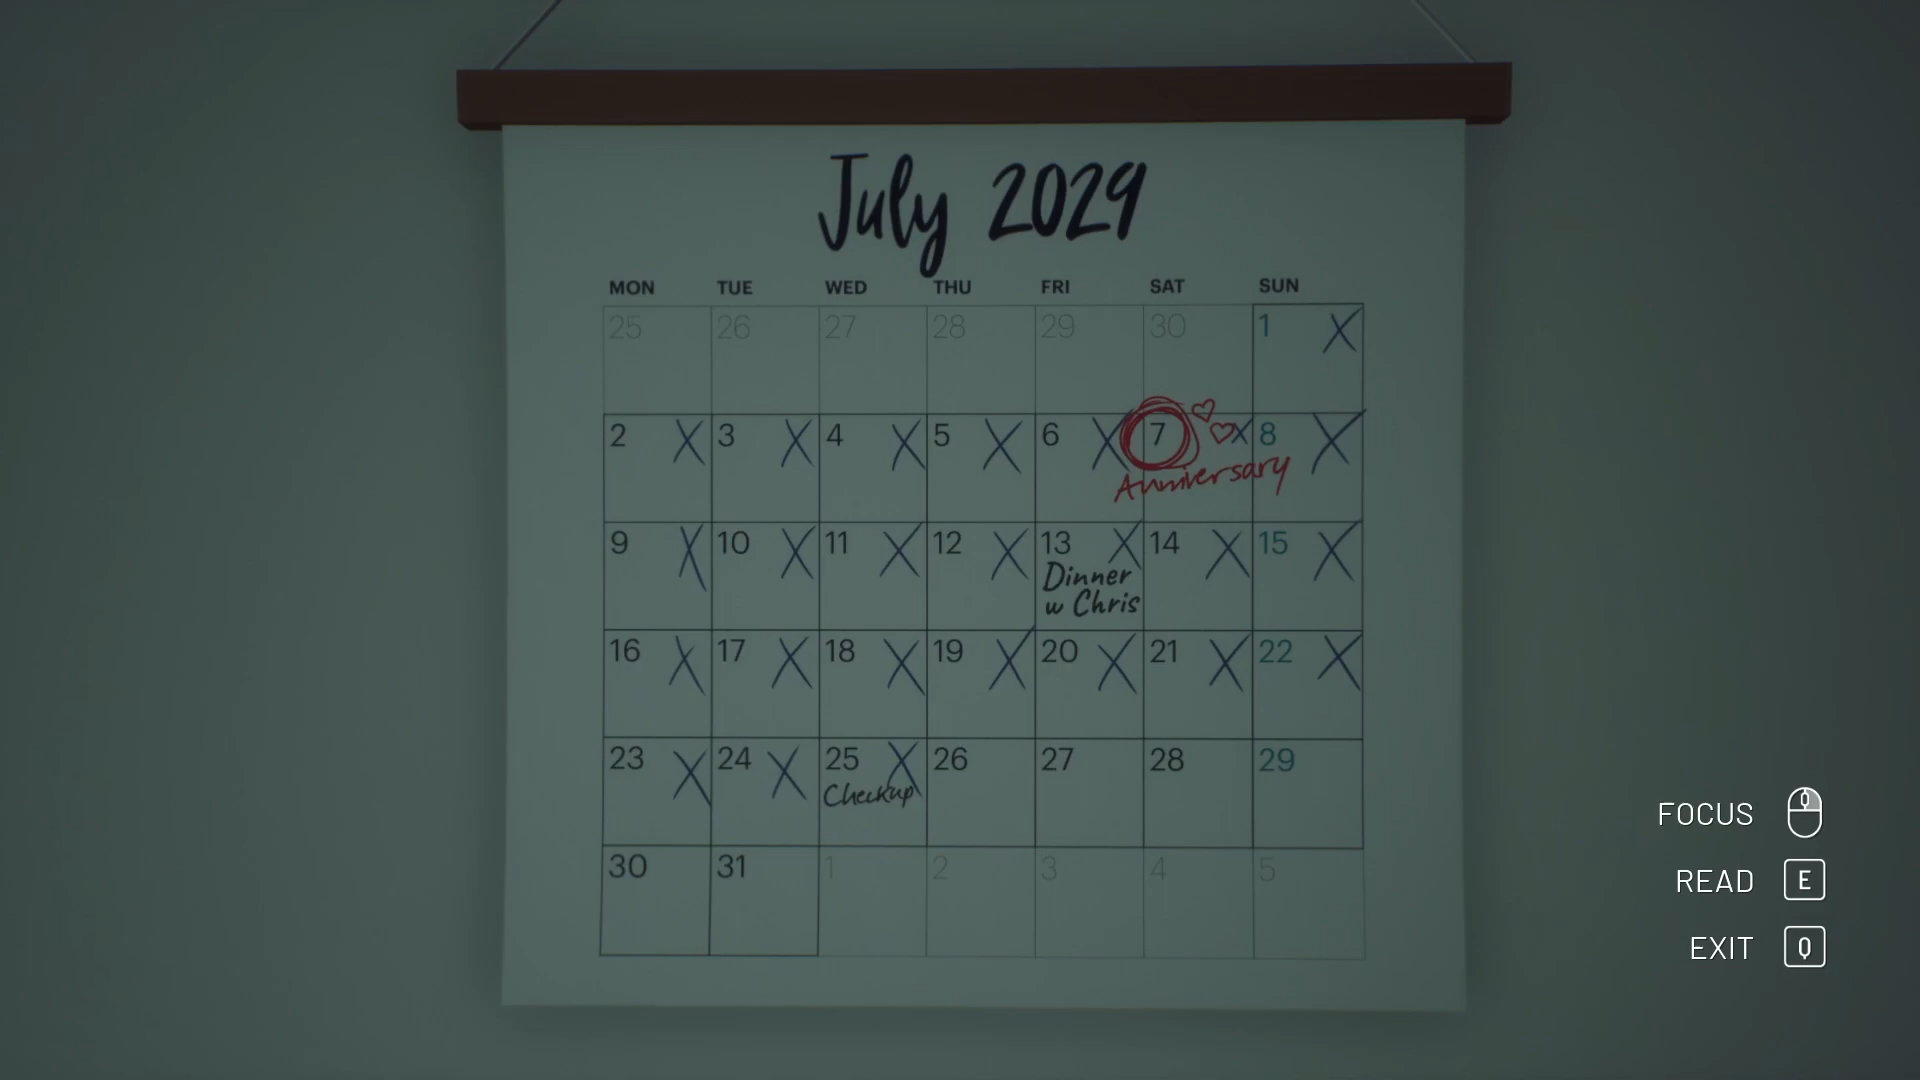 July 2029
MON TUE WED THU FRI SAT SUN
25 26 27 28 29 30 1 X
2 X 3 X 4 X 5 X 6 X 7 X 8 X
Anniversary
9 X 10 X 11 X 12 X 13 X 14 X 15 X
Dinner
w Chris
16 X 17 X 18 X 19 X 20 X 21 X 22 X
23 X 24 X 25 X 26 27 28 29
Checkup
30 31 1 2 3 4 5
FOCUS
READ E
EXIT Q